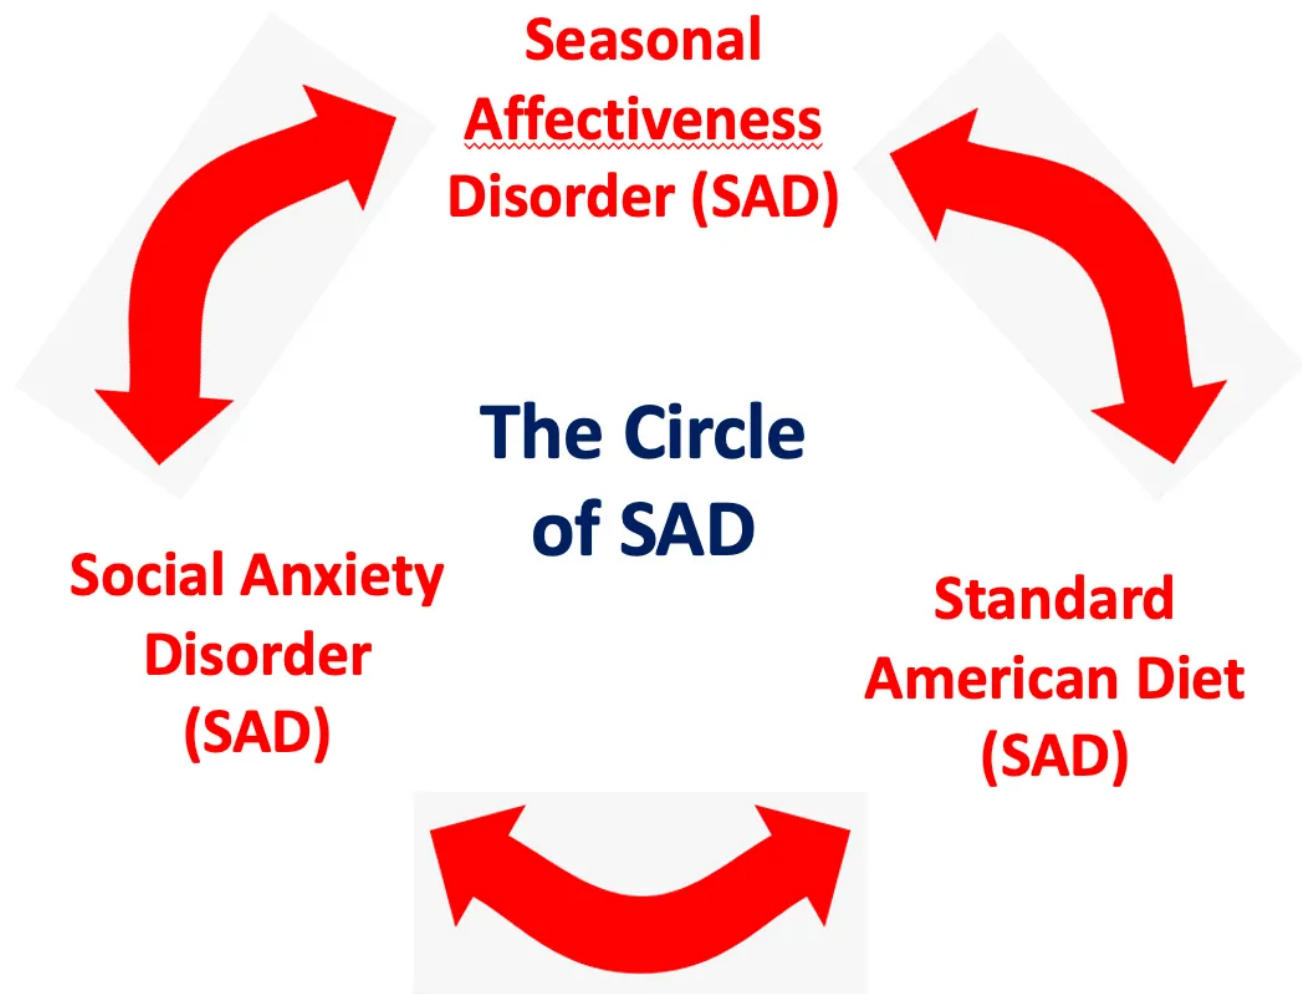 Seasonal
Affectiveness
Disorder (SAD)
The Circle
of SAD
Social Anxiety
Disorder
(SAD)
Standard
American Diet
(SAD)